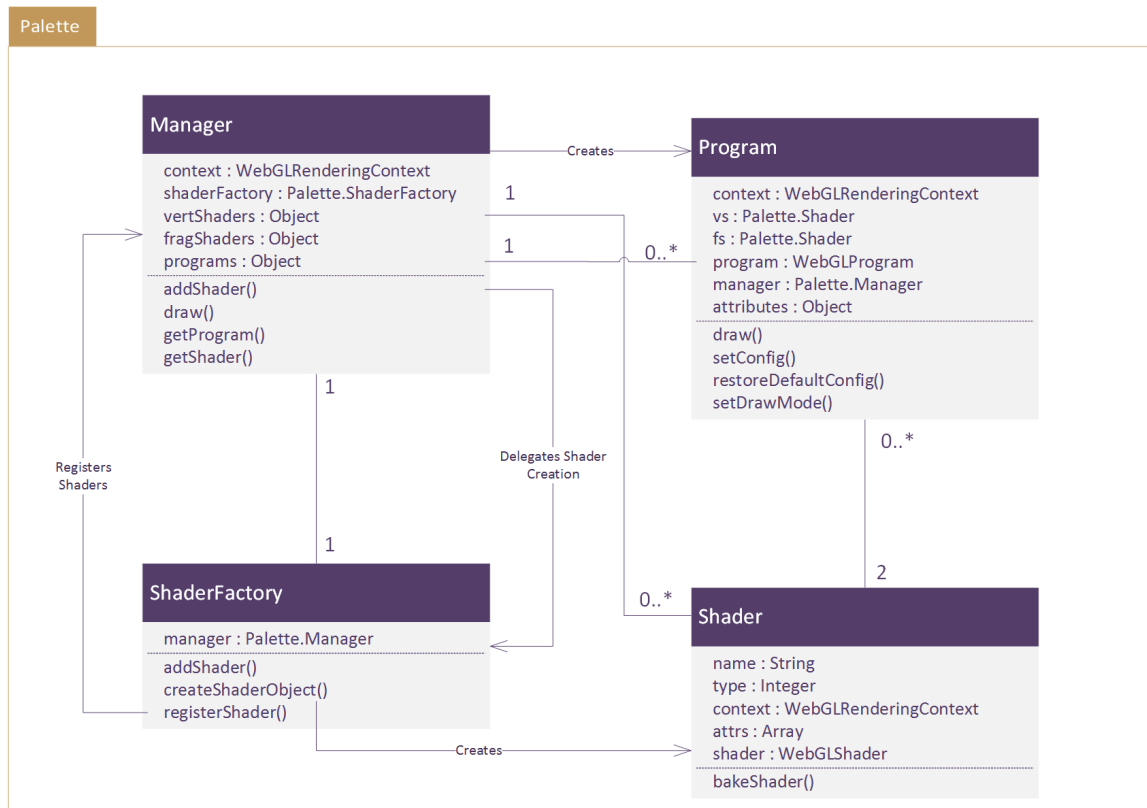 Palette
Manager
context : WebGLRenderingContext
shaderFactory : Palette.ShaderFactory
vertShaders : Object
fragShaders : Object
programs : Object
addShader()
draw()
getProgram()
getShader()
Creates
Program
context : WebGLRenderingContext
vs : Palette.Shader
fs : Palette.Shader
program : WebGLProgram
manager : Palette.Manager
attributes : Object
draw()
setConfig()
restoreDefaultConfig()
setDrawMode()
1
1
0..*
1
0..*
Registers
Shaders
Delegates Shader
Creation
1
2
0..*
ShaderFactory
manager : Palette.Manager
addShader()
createShaderObject()
registerShader()
Creates
Shader
name : String
type : Integer
context : WebGLRenderingContext
attrs : Array
shader : WebGLShader
bakeShader()